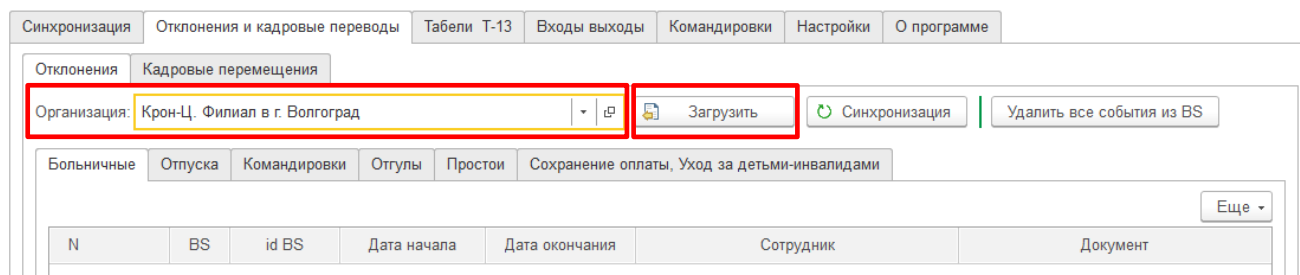 Синхронизация Отклонения и кадровые переводы Табели Т-13 Входы выходы Командировки Настройки О программе
Отклонения Кадровые перемещения
Организация: Крон-Ц. Филиал в г. Волгоград Загрузить Синхронизация Удалить все события из BS
Больничные Отпуска Командировки Отгулы Простои Сохранение оплаты, Уход за детьми-инвалидами
Еще
N BS id BS Дата начала Дата окончания Сотрудник Документ